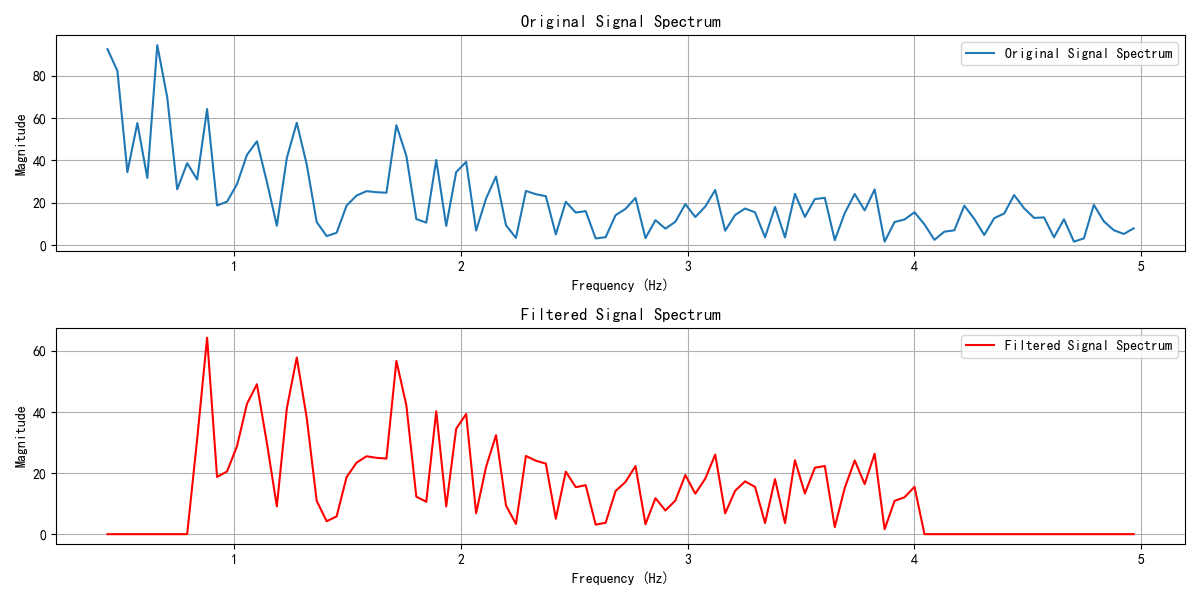 Original Signal Spectrum
Original Signal Spectrum
Magnitude
80
60
40
20
0
1 2 3 4 5
Frequency (Hz)
Filtered Signal Spectrum
Filtered Signal Spectrum
Magnitude
60
40
20
0
1 2 3 4 5
Frequency (Hz)